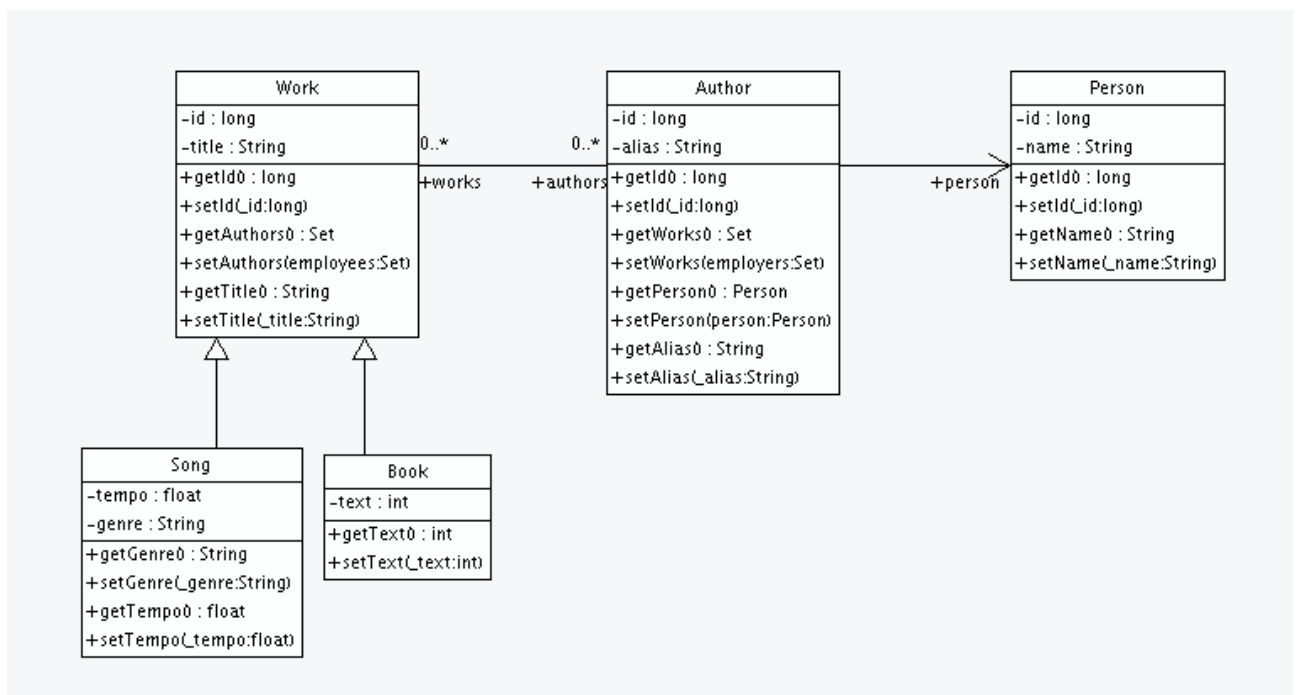 Work
-id : long
-title : String
+getId() : long
+setId(_id:long)
+getAuthors() : Set
+setAuthors(employees:Set)
+getTitle() : String
+setTitle(_title:String)
0..*
+works
0..*
+authors
Author
-id : long
-alias : String
+getId() : long
+setId(_id:long)
+getWorks() : Set
+setWorks(employers:Set)
+getPerson() : Person
+setPerson(person:Person)
+getAlias() : String
+setAlias(_alias:String)
+person
Person
-id : long
-name : String
+getId() : long
+setId(_id:long)
+getName() : String
+setName(_name:String)
Song
-tempo : float
-genre : String
+getGenre() : String
+setGenre(_genre:String)
+getTempo() : float
+setTempo(_tempo:float)
Book
-text : int
+getText() : int
+setText(_text:int)